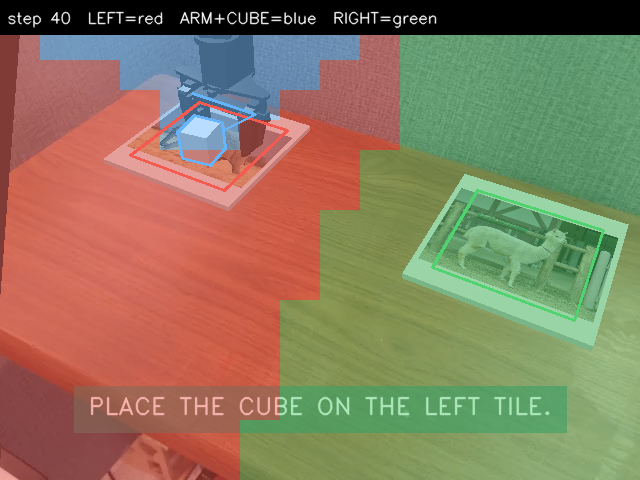 step 40 LEFT=red ARM+CUBE=blue RIGHT=green
PLACE THE CUBE ON THE LEFT TILE.